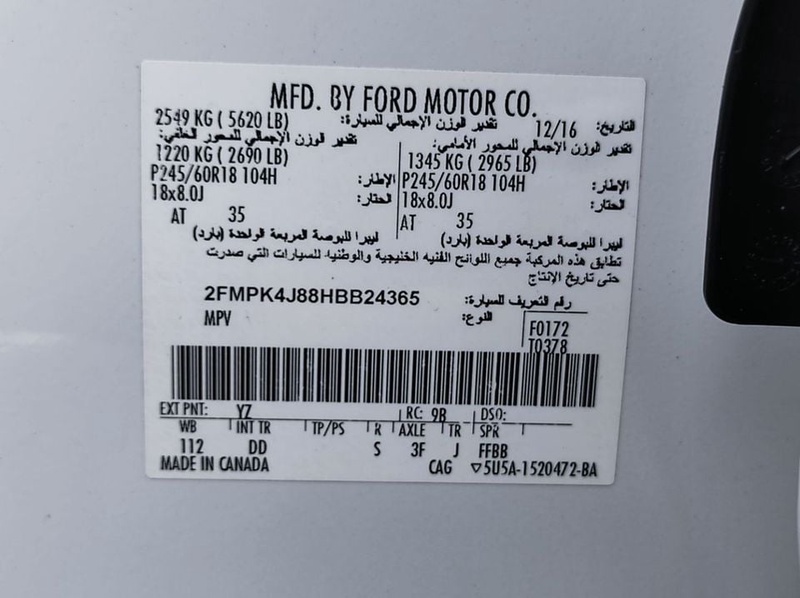 MFD. BY FORD MOTOR CO.
التاريخ: 12/16 تقدير الوزن الإجمالي للسيارة: 2549 KG ( 5620 LB)
تقدير الوزن الإجمالي للمحور الأمامي: تقدير الوزن الإجمالي للمحور الخلفي:
1345 KG ( 2965 LB) 1220 KG ( 2690 LB)
الإطار: P245/60R18 104H الإطار: P245/60R18 104H
الحتار: 18x8.0J الحتار: 18x8.0J
AT 35 AT 35
ليبرا للبوصة المربعة الواحدة (بارد) ليبرا للبوصة المربعة الواحدة (بارد)
تطابق هذه المركبة جميع اللوائح الفنيه الخليجية والوطنية للسيارات التي صدرت
حتى تاريخ الإنتاج
رقم التعريف للسيارة: 2FMPK4J88HBB24365
النوع: MPV
F0172
T0378
EXT PNT: YZ RC: 9B DSO:
WB INT TR TP/PS R AXLE TR SPR
112 DD S 3F J FFBB
MADE IN CANADA CAG ▽5U5A-1520472-BA